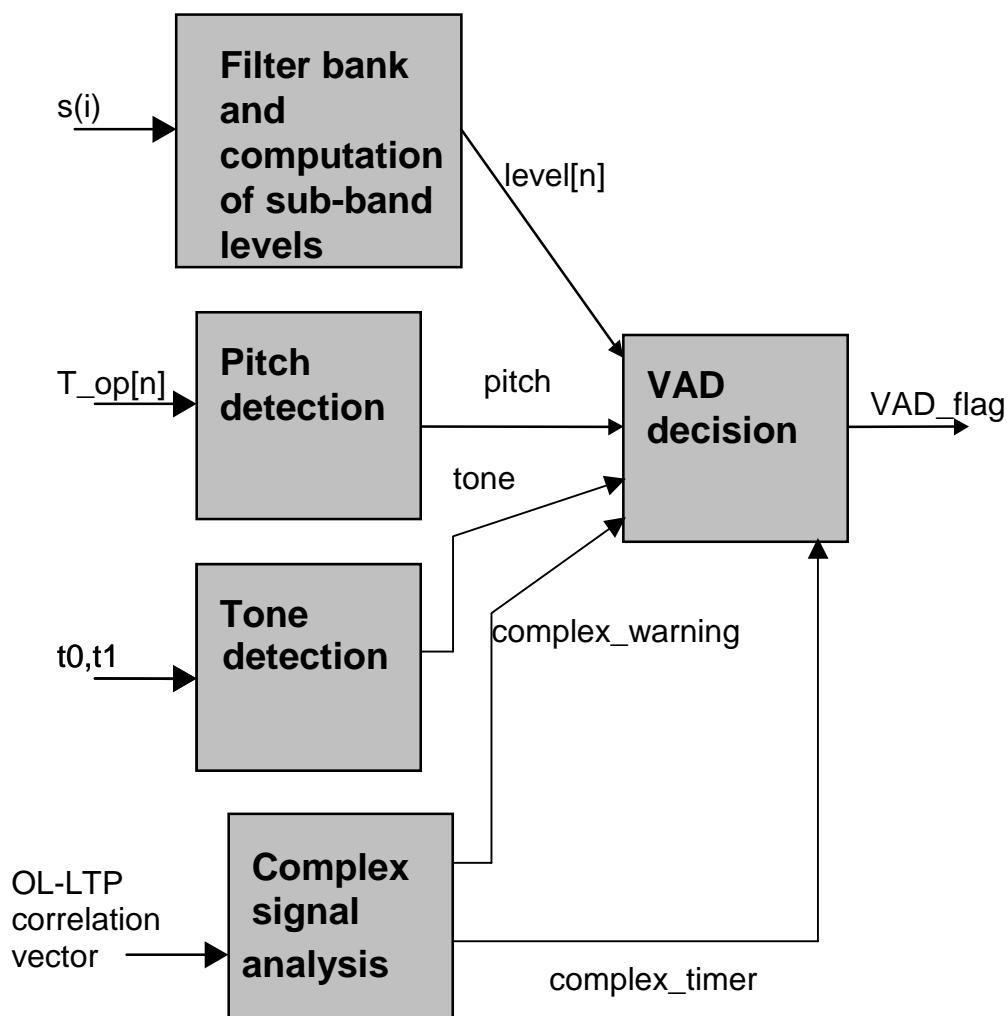 s(i)
Filter bank
and
computation
of sub-band
levels
level[n]
T_op[n]
Pitch
detection
pitch
VAD
decision
VAD_flag
tone
t0,t1
Tone
detection
complex_warning
OL-LTP
correlation
vector
Complex
signal
analysis
complex_timer